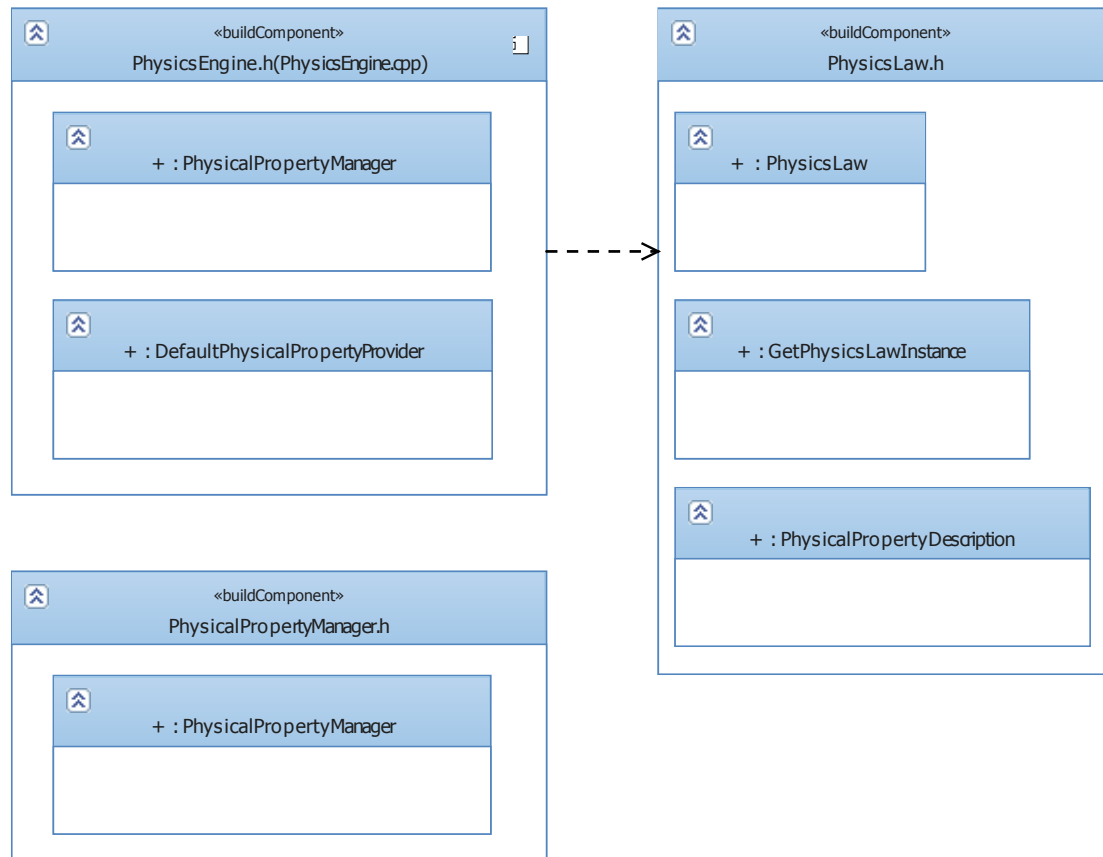 «buildComponent»
PhysicsEngine.h(PhysicsEngine.cpp)
+ : PhysicalPropertyManager
+ : DefaultPhysicalPropertyProvider
«buildComponent»
PhysicsLaw.h
+ : PhysicsLaw
+ : GetPhysicsLawInstance
+ : PhysicalPropertyDescription
«buildComponent»
PhysicalPropertyManager.h
+ : PhysicalPropertyManager